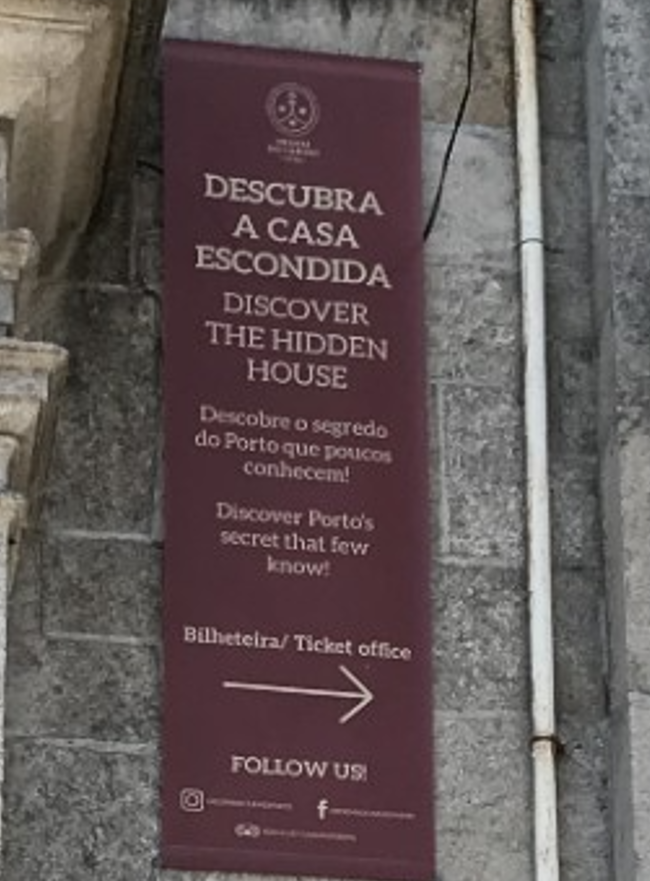 DESCUBRA
A CASA
ESCONDIDA
DISCOVER
THE HIDDEN
HOUSE
Descobre o segredo
do Porto que poucos
conhecem!
Discover Porto's
secret that few
know!
Bilheteira/ Ticket office
FOLLOW US!